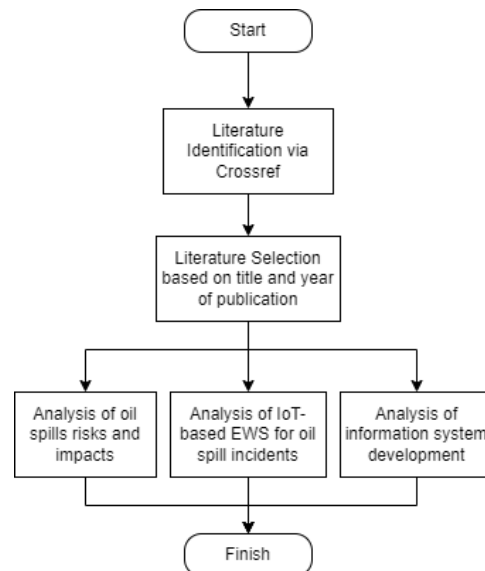 Start
Literature
Identification via
Crossref
Literature Selection
based on title and year
of publication
Analysis of oil
spills risks and
impacts
Analysis of IoT-
based EWS for oil
spill incidents
Analysis of
information system
development
Finish